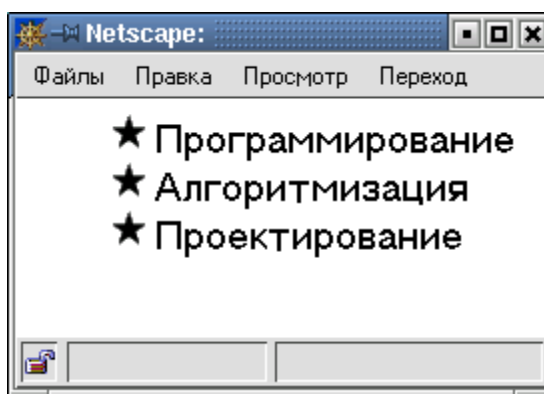 Netscape:
Файлы Правка Просмотр Переход
★ Программирование
★ Алгоритмизация
★ Проектирование